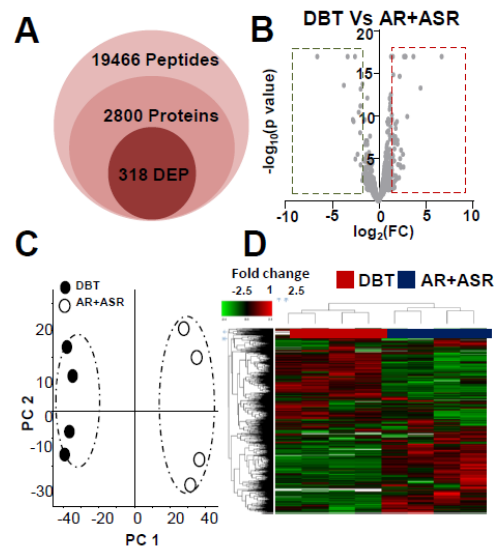 A
19466 Peptides
2800 Proteins
318 DEP
B
DBT Vs AR+ASR
20
15
10
5
-10
-5
0
5
10
-log10(p value)
log2(FC)
C
DBT
AR+ASR
20
10
0
-10
-30
-40
-20
0
20
40
PC 2
PC 1
D
Fold change
-2.5
1
2.5
DBT
AR+ASR